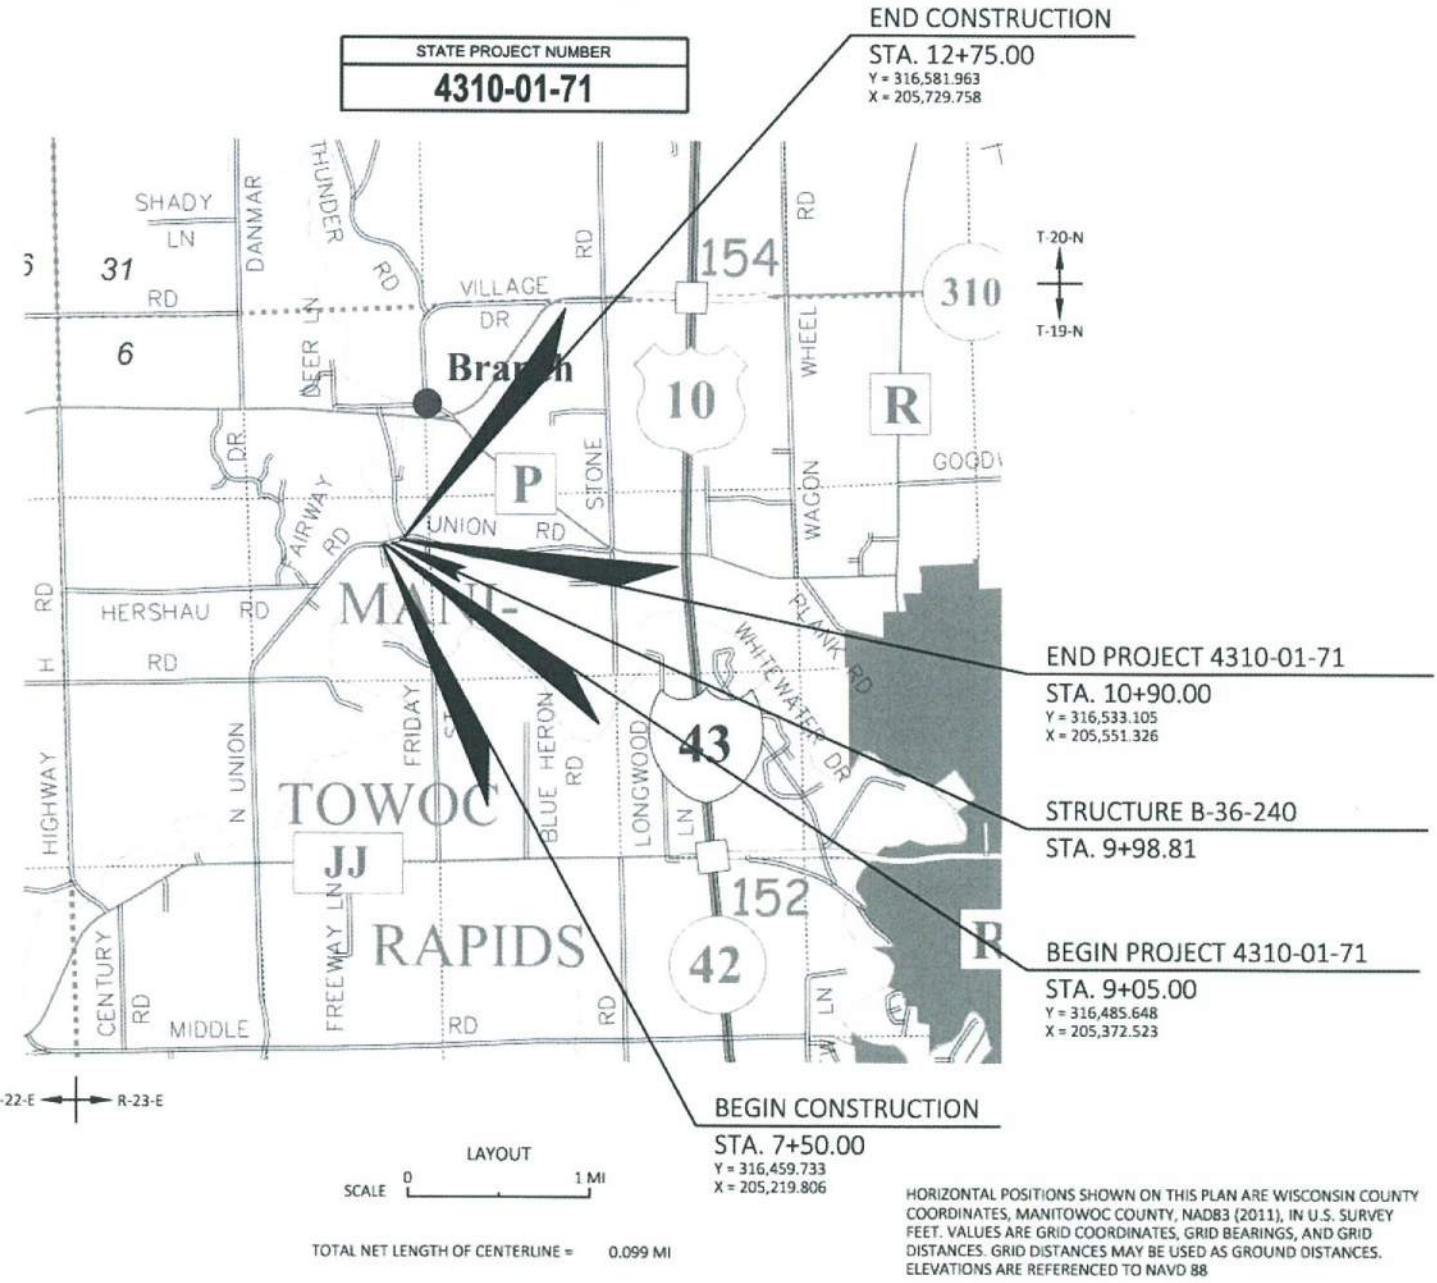 END CONSTRUCTION
STA. 12+75.00
Y = 316,581.963
X = 205,729.758
STATE PROJECT NUMBER
4310-01-71
THUNDER
RD
SHADY
LN
DANMAR
RD
RD
154
T-20-N
T-19-N
31
RD
VILLAGE
DR
310
6
DEER LN
Branch
10
WHEEL
R
DR
P
STONE
WAGON
AIRWAY
RD
UNION RD
RD
HERSHAU RD
MANI-
PLANK RD
H
RD
WHITEWATER DR
END PROJECT 4310-01-71
STA. 10+90.00
Y = 316,533.105
X = 205,551.326
FRIDAY
ST
BLUE HERON
RD
LONGWOOD
LN
43
N UNION
HIGHWAY
TOWOC
JJ
STRUCTURE B-36-240
STA. 9+98.81
152
FREEWAY LN
RAPIDS
42
R
CENTURY
RD
MIDDLE
RD
RD
LN
BEGIN PROJECT 4310-01-71
STA. 9+05.00
Y = 316,485.648
X = 205,372.523
-22-E R-23-E
BEGIN CONSTRUCTION
STA. 7+50.00
Y = 316,459.733
X = 205,219.806
LAYOUT
SCALE 0 1 MI
TOTAL NET LENGTH OF CENTERLINE = 0.099 MI
HORIZONTAL POSITIONS SHOWN ON THIS PLAN ARE WISCONSIN COUNTY
COORDINATES, MANITOWOC COUNTY, NAD83 (2011), IN U.S. SURVEY
FEET. VALUES ARE GRID COORDINATES, GRID BEARINGS, AND GRID
DISTANCES. GRID DISTANCES MAY BE USED AS GROUND DISTANCES.
ELEVATIONS ARE REFERENCED TO NAVD 88